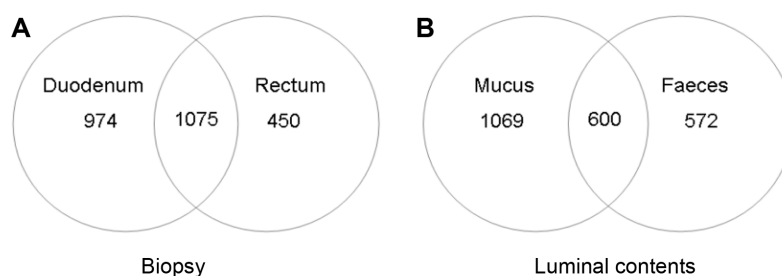 A
B
Duodenum
Rectum
974
1075
450
Biopsy
Mucus
Faeces
1069
600
572
Luminal contents